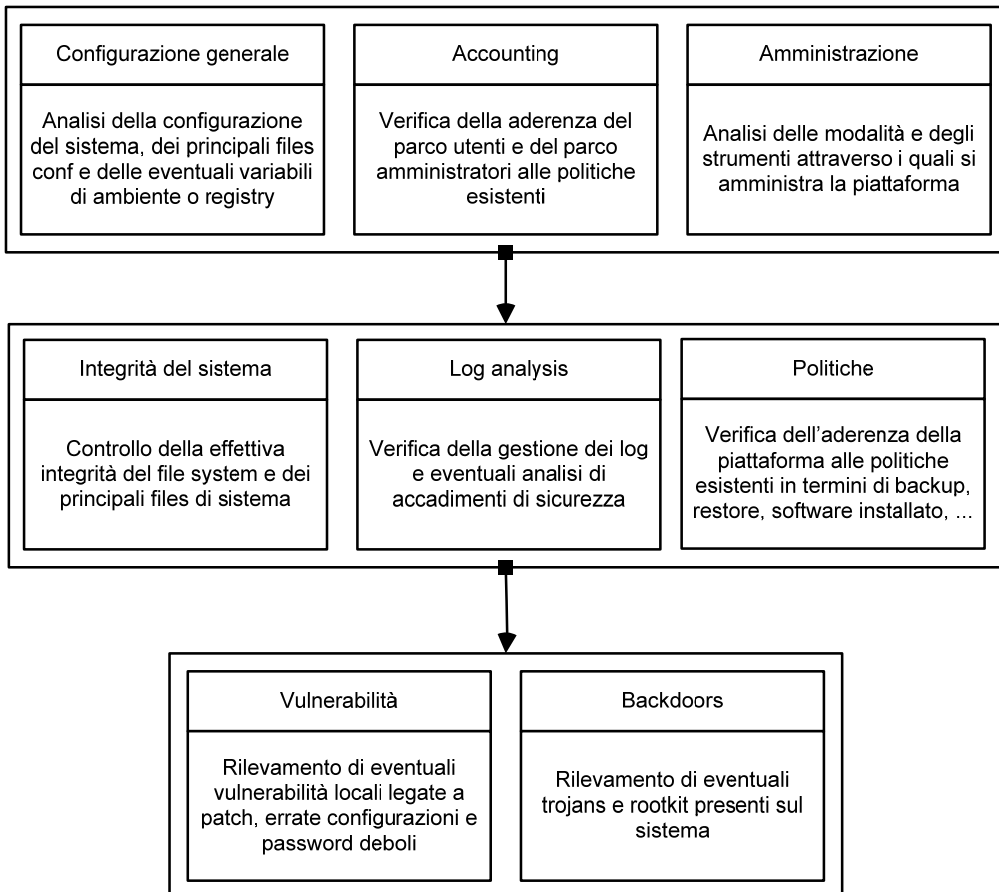 Configurazione generale
Analisi della configurazione
del sistema, dei principali files
conf e delle eventuali variabili
di ambiente o registry
Accounting
Verifica della aderenza del
parco utenti e del parco
amministratori alle politiche
esistenti
Amministrazione
Analisi delle modalità e degli
strumenti attraverso i quali si
amministra la piattaforma
Integrità del sistema
Controllo della effettiva
integrità del file system e dei
principali files di sistema
Log analysis
Verifica della gestione dei log
e eventuali analisi di
accadimenti di sicurezza
Politiche
Verifica dell’aderenza della
piattaforma alle politiche
esistenti in termini di backup,
restore, software installato, ...
Vulnerabilità
Rilevamento di eventuali
vulnerabilità locali legate a
patch, errate configurazioni e
password deboli
Backdoors
Rilevamento di eventuali
trojans e rootkit presenti sul
sistema